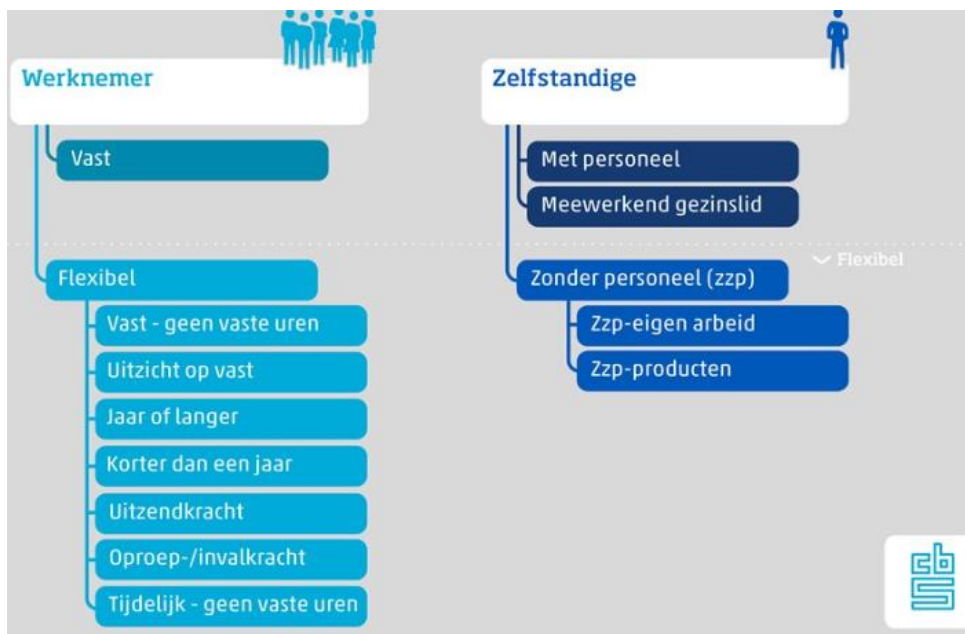 Werknemer
Vast
Flexibel
Vast - geen vaste uren
Uitzicht op vast
Jaar of langer
Korter dan een jaar
Uitzendkracht
Oproep-/invalkracht
Tijdelijk - geen vaste uren
Zelfstandige
Met personeel
Meewerkend gezinslid
Flexibel
Zonder personeel (zzp)
Zzp-eigen arbeid
Zzp-producten
cbs